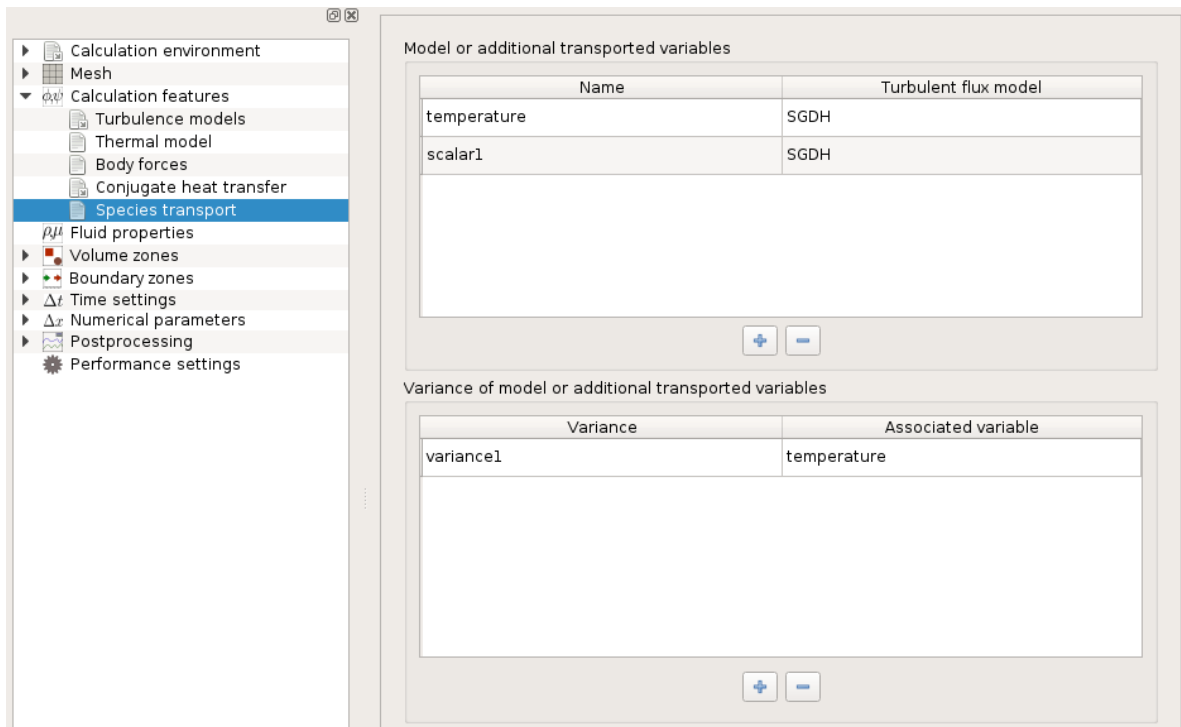 Calculation environment
Mesh
φ,ψ Calculation features
Turbulence models
Thermal model
Body forces
Conjugate heat transfer
Species transport
ρ,μ Fluid properties
Volume zones
Boundary zones
Δt Time settings
Δx Numerical parameters
Postprocessing
Performance settings
Model or additional transported variables
Name Turbulent flux model
temperature SGDH
scalar1 SGDH
Variance of model or additional transported variables
Variance Associated variable
variance1 temperature